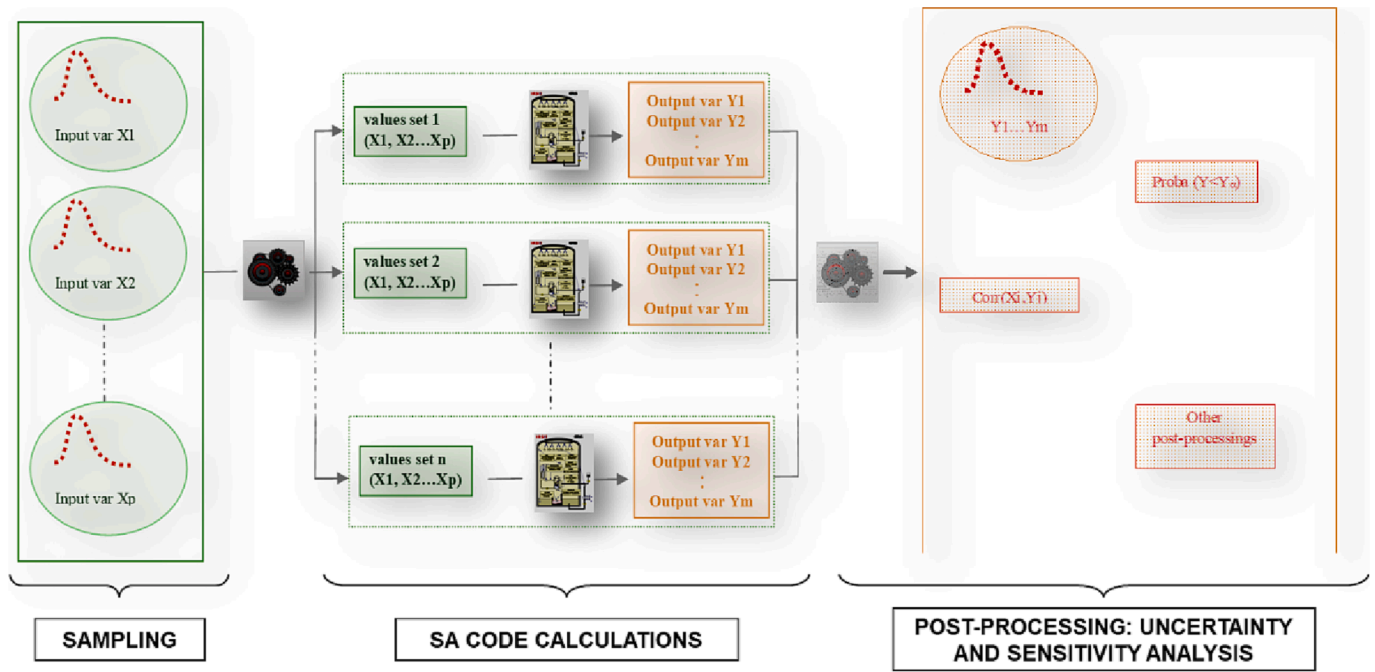 Input var X1
Input var X2
Input var Xp
values set 1
(X1, X2...Xp)
Output var Y1
Output var Y2
:
Output var Ym
values set 2
(X1, X2...Xp)
Output var Y1
Output var Y2
:
Output var Ym
values set n
(X1, X2...Xp)
Output var Y1
Output var Y2
:
Output var Ym
Y1...Ym
Proba (Y<Yα)
Corr(Xi,Yj)
Other
post-processings
SAMPLING
SA CODE CALCULATIONS
POST-PROCESSING: UNCERTAINTY
AND SENSITIVITY ANALYSIS